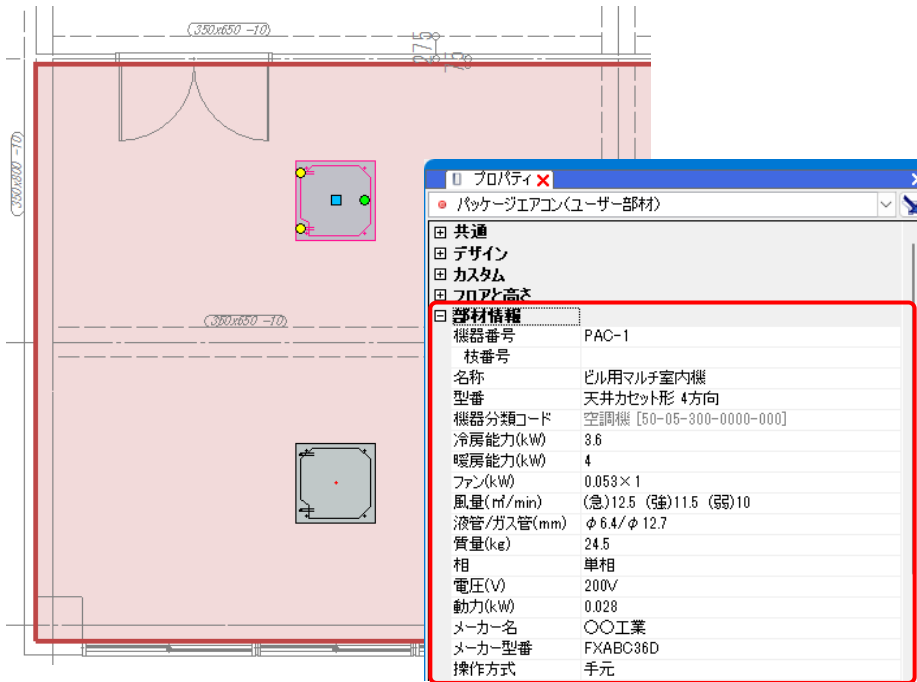 (350x650 -10)
275
(350x800 -10)
(350x650 -10)
プロパティ
パッケージエアコン(ユーザー部材)
共通
デザイン
カスタム
フロアと高さ
部材情報
機器番号 PAC-1
枝番号
名称 ビル用マルチ室内機
型番 天井カセット形 4方向
機器分類コード 空調機 [50-05-300-0000-000]
冷房能力(kW) 3.6
暖房能力(kW) 4
ファン(kW) 0.053×1
風量(㎥/min) (急)12.5 (強)11.5 (弱)10
液管/ガス管(mm) φ6.4/φ12.7
質量(kg) 24.5
相 単相
電圧(V) 200V
動力(kW) 0.028
メーカー名 〇〇工業
メーカー型番 FXABC36D
操作方式 手元